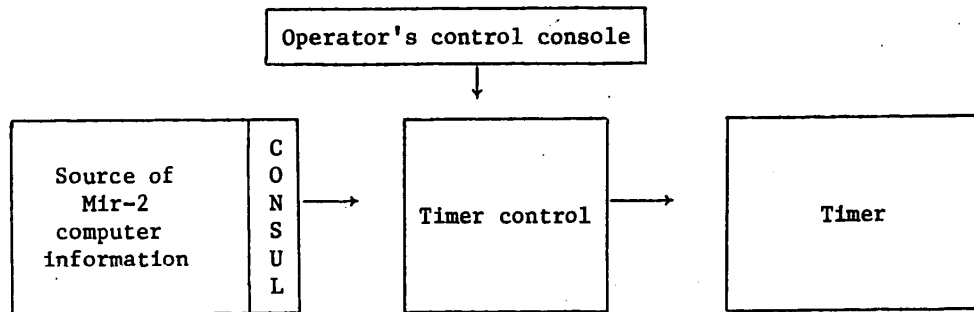 Operator's control console
Source of
Mir-2
computer
information
C
O
N
S
U
L
Timer control
Timer